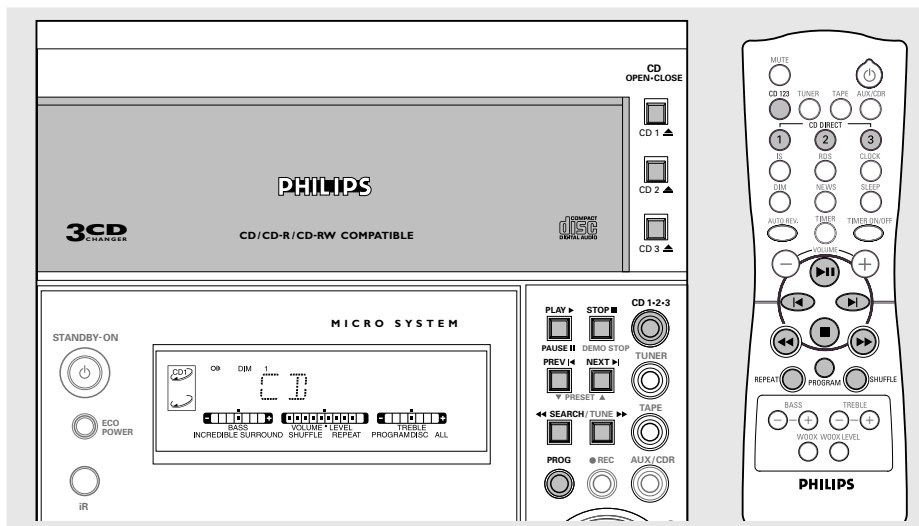 CD
OPEN•CLOSE
CD 1 ⏏
CD 2 ⏏
CD 3 ⏏
PHILIPS
3CD
CHANGER
CD/CD-R/CD-RW COMPATIBLE
COMPACT
disc
DIGITAL AUDIO
MICRO SYSTEM
STANDBY-ON
ECO
POWER
iR
CD1
DIM 1
CD
BASS VOLUME LEVEL TREBLE
INCREDIBLE SURROUND SHUFFLE REPEAT PROGRAM DISC ALL
PLAY ▶ STOP ■ CD 1•2•3
PAUSE II DEMO STOP
PREV |◀ NEXT ▶| TUNER
▼ PRESET ▲
◀◀ SEARCH/TUNE ▶▶ TAPE
PROG ● REC AUX/CDR
MUTE
CD 123 TUNER TAPE AUX/CDR
CD DIRECT
1 2 3
IS RDS CLOCK
DIM NEWS SLEEP
AUTO REV. TIMER TIMER ON/OFF
VOLUME
REPEAT PROGRAM SHUFFLE
BASS TREBLE
WOOX WOOX LEVEL
PHILIPS